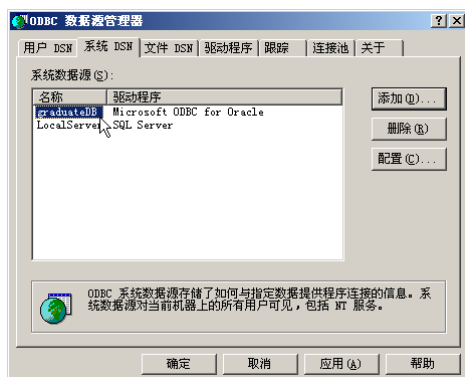 ODBC 数据源管理器
用户 DSN 系统 DSN 文件 DSN 驱动程序 跟踪 连接池 关于
系统数据源(S):
名称 驱动程序
graduateDB Microsoft ODBC for Oracle
LocalServer SQL Server
添加(D)...
删除(R)
配置(C)...
ODBC 系统数据源存储了如何与指定数据提供程序连接的信息。系
统数据源对当前机器上的所有用户可见，包括 NT 服务。
确定 取消 应用(A) 帮助